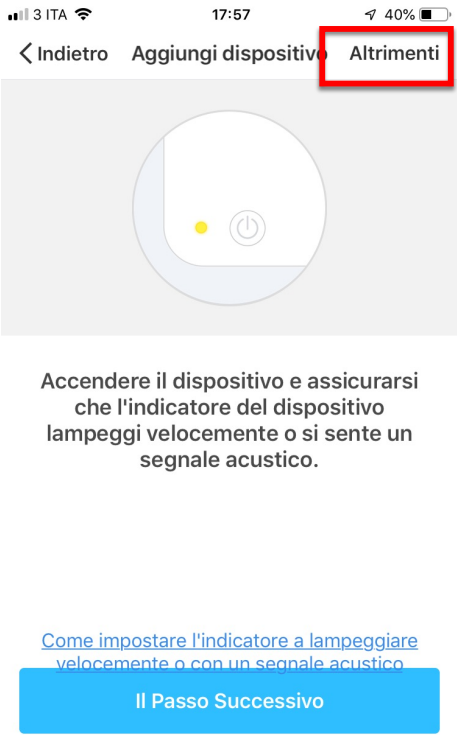 3 ITA 17:57 40%
Indietro Aggiungi dispositivo Altrimenti
Accendere il dispositivo e assicurarsi
che l'indicatore del dispositivo
lampeggi velocemente o si sente un
segnale acustico.
Come impostare l'indicatore a lampeggiare
velocemente o con un segnale acustico
Il Passo Successivo